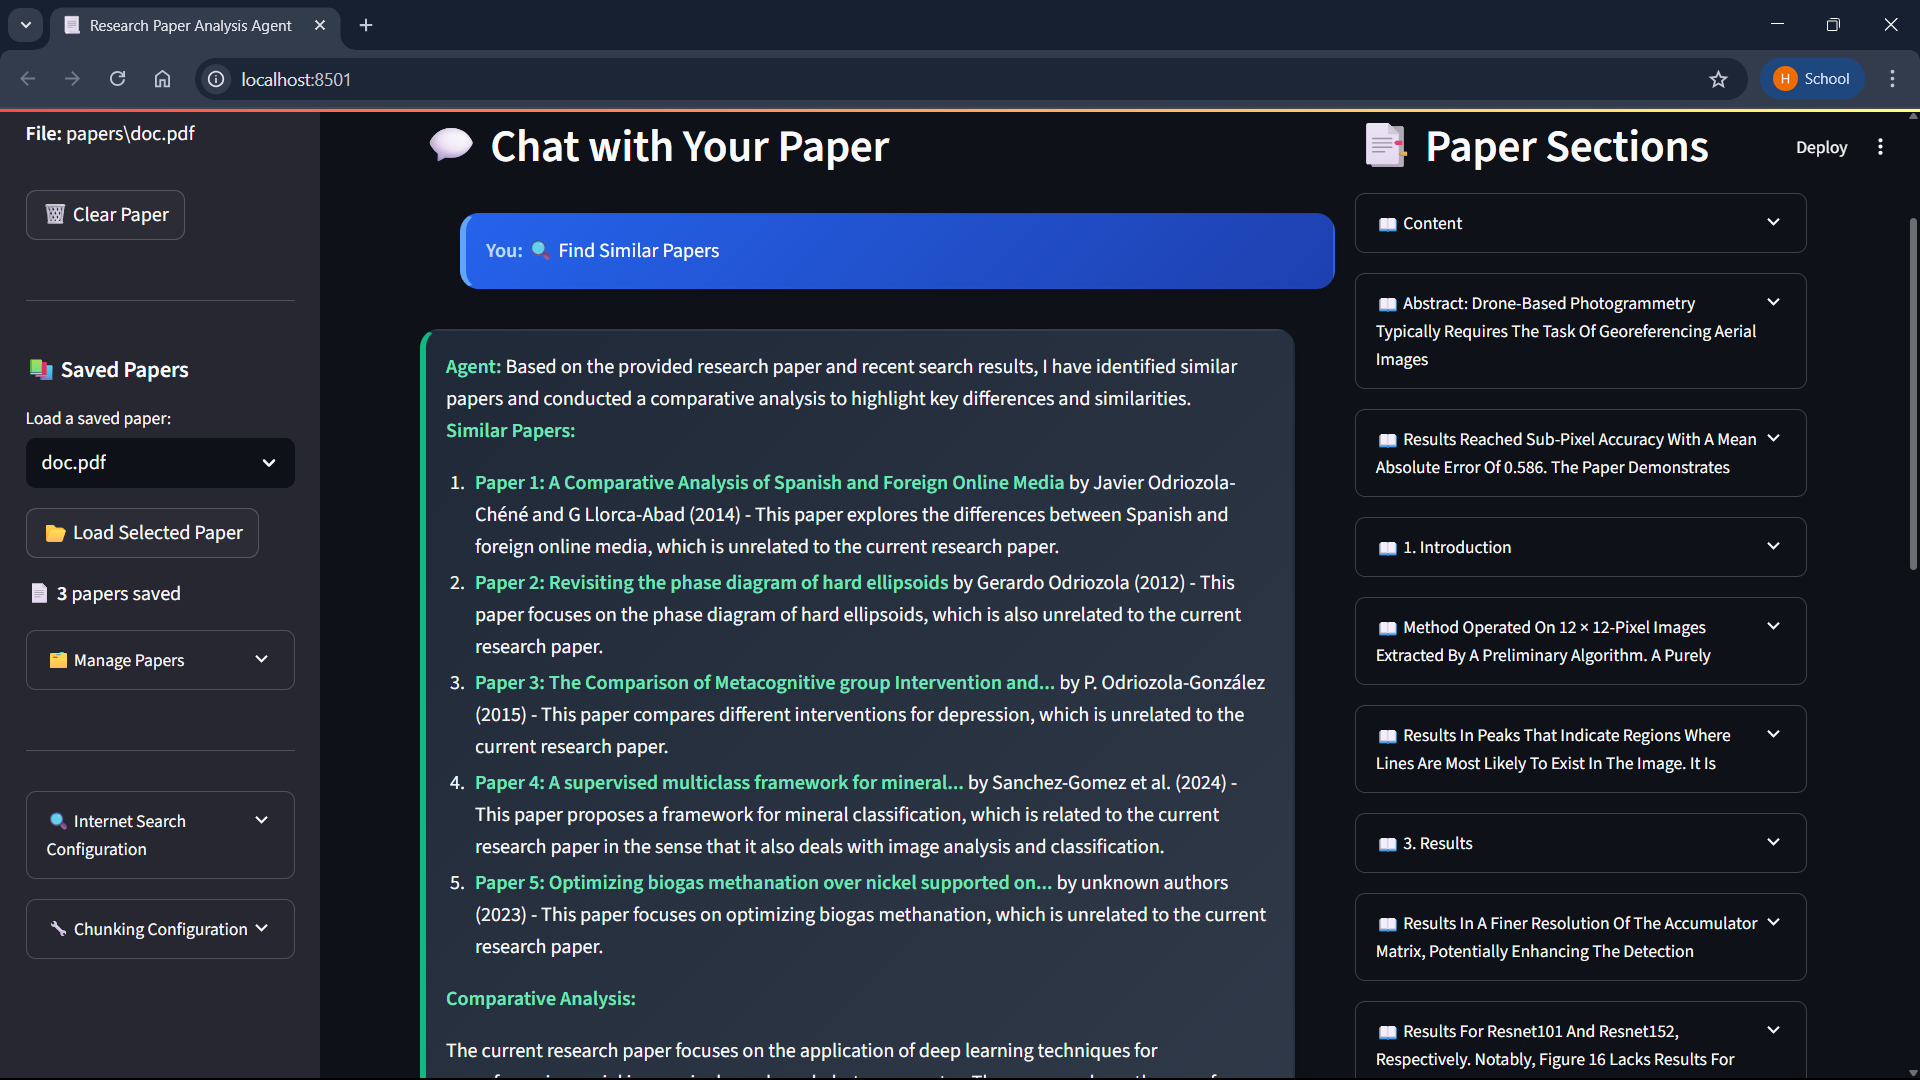 Research Paper Analysis Agent
localhost:8501
H School
File: papers\doc.pdf
Clear Paper
Saved Papers
Load a saved paper:
doc.pdf
Load Selected Paper
3 papers saved
Manage Papers
Internet Search
Configuration
Chunking Configuration
Chat with Your Paper
You: Find Similar Papers
Agent: Based on the provided research paper and recent search results, I have identified similar
papers and conducted a comparative analysis to highlight key differences and similarities.
Similar Papers:
1. Paper 1: A Comparative Analysis of Spanish and Foreign Online Media by Javier Odriozola-
Chéné and G Llorca-Abad (2014) - This paper explores the differences between Spanish and
foreign online media, which is unrelated to the current research paper.
2. Paper 2: Revisiting the phase diagram of hard ellipsoids by Gerardo Odriozola (2012) - This
paper focuses on the phase diagram of hard ellipsoids, which is also unrelated to the current
research paper.
3. Paper 3: The Comparison of Metacognitive group Intervention and... by P. Odriozola-González
(2015) - This paper compares different interventions for depression, which is unrelated to the
current research paper.
4. Paper 4: A supervised multiclass framework for mineral... by Sanchez-Gomez et al. (2024) -
This paper proposes a framework for mineral classification, which is related to the current
research paper in the sense that it also deals with image analysis and classification.
5. Paper 5: Optimizing biogas methanation over nickel supported on... by unknown authors
(2023) - This paper focuses on optimizing biogas methanation, which is unrelated to the current
research paper.
Comparative Analysis:
The current research paper focuses on the application of deep learning techniques for
Paper Sections
Deploy
Content
Abstract: Drone-Based Photogrammetry
Typically Requires The Task Of Georeferencing Aerial
Images
Results Reached Sub-Pixel Accuracy With A Mean
Absolute Error Of 0.586. The Paper Demonstrates
1. Introduction
Method Operated On 12 × 12-Pixel Images
Extracted By A Preliminary Algorithm. A Purely
Results In Peaks That Indicate Regions Where
Lines Are Most Likely To Exist In The Image. It Is
3. Results
Results In A Finer Resolution Of The Accumulator
Matrix, Potentially Enhancing The Detection
Results For Resnet101 And Resnet152,
Respectively. Notably, Figure 16 Lacks Results For